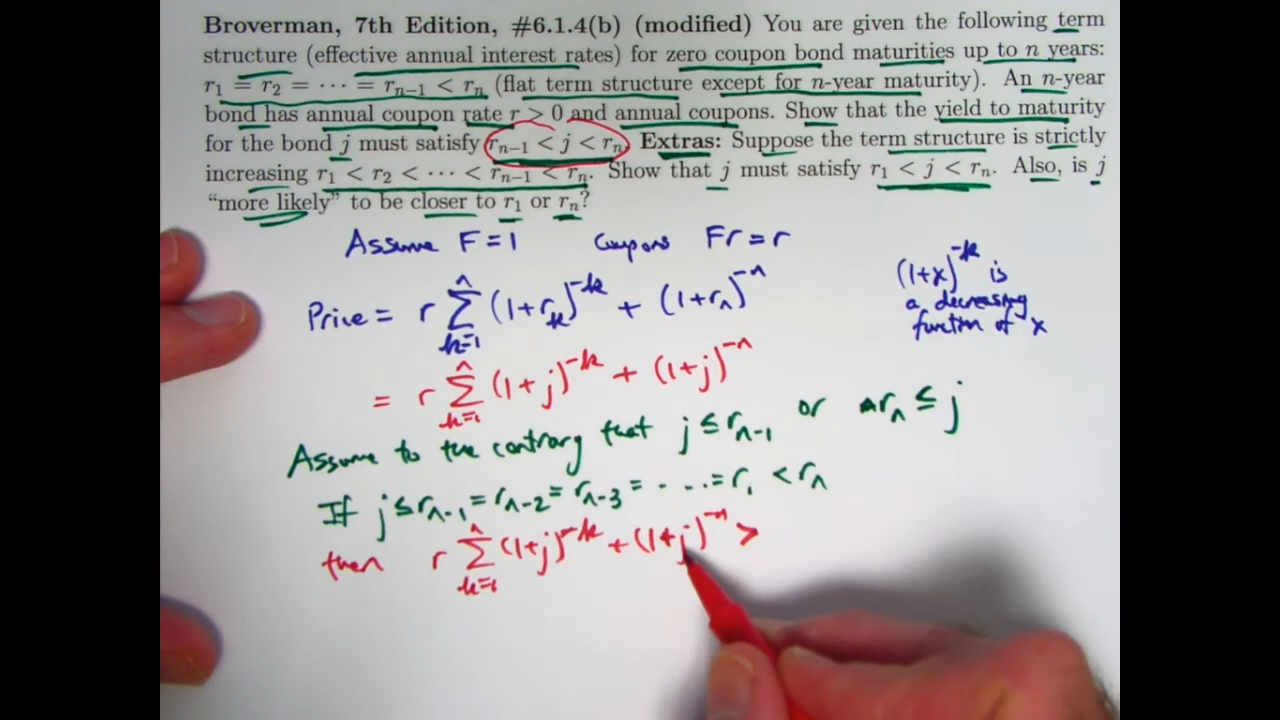 Broverman, 7th Edition, #6.1.4(b) (modified) You are given the following term
structure (effective annual interest rates) for zero coupon bond maturities up to n years:
r₁ = r₂ = ⋯ = rₙ₋₁ < rₙ (flat term structure except for n-year maturity). An n-year
bond has annual coupon rate r > 0 and annual coupons. Show that the yield to maturity
for the bond j must satisfy rₙ₋₁ < j < rₙ. Extras: Suppose the term structure is strictly
increasing r₁ < r₂ < ⋯ < rₙ₋₁ < rₙ. Show that j must satisfy r₁ < j < rₙ. Also, is j
“more likely” to be closer to r₁ or rₙ?
Assume F = 1 Coupons Fr = r
(1+x)^-k is
a decreasing
function of x
Price = r Σ_{k=1}^{n} (1+r_k)^-k + (1+rₙ)^-n
= r Σ_{k=1}^{n} (1+j)^-k + (1+j)^-n
Assume to the contrary that j ≤ rₙ₋₁ or rₙ ≤ j
If j ≤ rₙ₋₁ = rₙ₋₂ = rₙ₋₃ = ⋯ = r₁ < rₙ
then r Σ_{k=1}^{n} (1+j)^-k + (1+j)^-n >